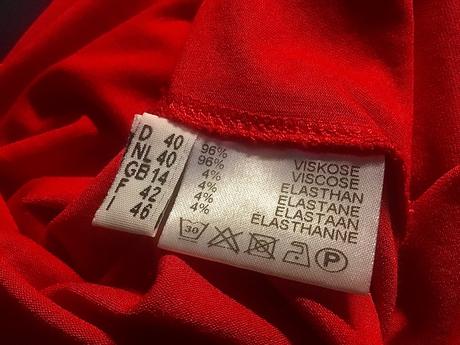 D 40
NL 40
GB 14
F 42
I 46
96% VISKOSE
96% VISCOSE
4% ELASTHAN
4% ELASTANE
4% ELASTAAN
4% ÉLASTHANNE
30 P